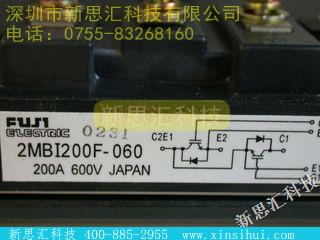 深圳市新思汇科技有限公司
电话：0755-83268160
新思汇科技
FUJI
ELECTRIC 0231
C2E1 E2 C1
2MBI200F-060
200A 600V JAPAN
新思汇科技
新思汇科技 400-885-2955 www.xinsihui.com